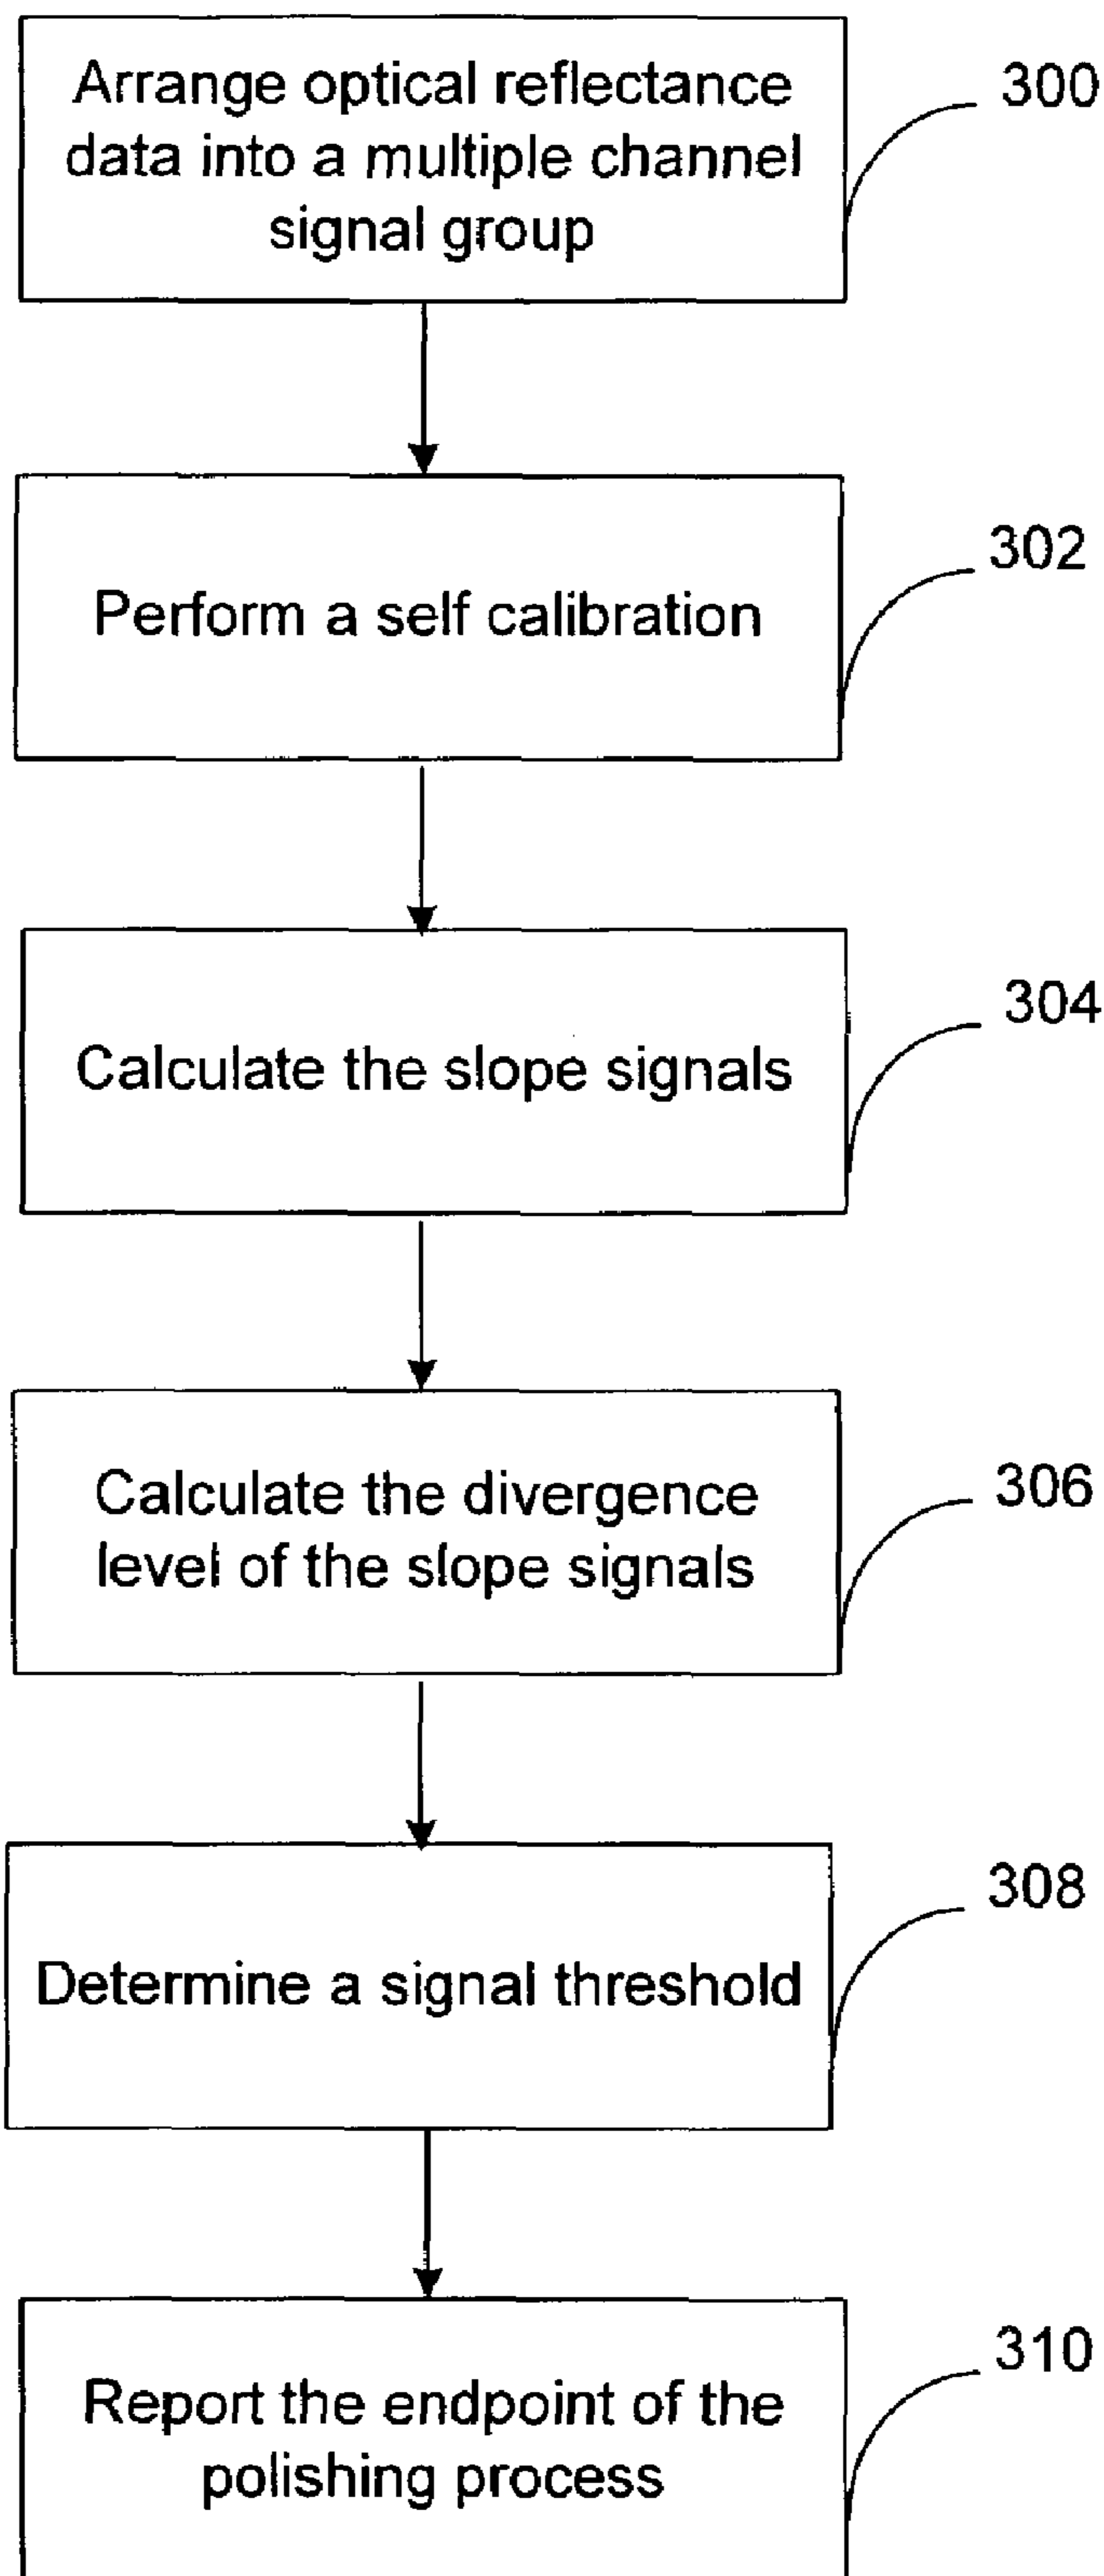 Arrange optical reflectance
data into a multiple channel
signal group
300
Perform a self calibration
302
Calculate the slope signals
304
Calculate the divergence
level of the slope signals
306
Determine a signal threshold
308
Report the endpoint of the
polishing process
310